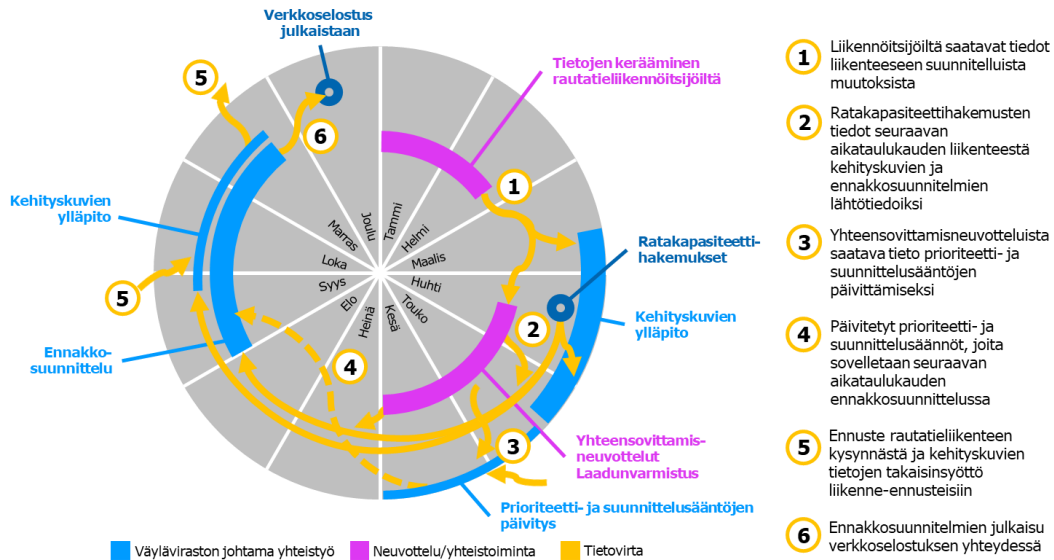 Verkkoselostus
julkaistaan
Tietojen kerääminen
rautatieliikennöitsijöiltä
5
6
1
Kehityskuvien
ylläpito
Joulu
Tammi
Marras
Helmi
Loka
Maalis
Syys
Huhti
Elo
Touko
Heinä
Kesä
Ratakapasiteetti-
hakemukset
5
2
Kehityskuvien
ylläpito
Ennakko-
suunnittelu
4
3
Yhteensovittamis-
neuvottelut
Laadunvarmistus
Prioriteetti- ja suunnittelusääntöjen
päivitys
Väyläviraston johtama yhteistyö
Neuvottelu/yhteistoiminta
Tietovirta
1
Liikennöitsijöiltä saatavat tiedot
liikenteeseen suunnitelluista
muutoksista
2
Ratakapasiteettihakemusten
tiedot seuraavan
aikataulukauden liikenteestä
kehityskuvien ja
ennakkosuunnitelmien
lähtötiedoiksi
3
Yhteensovittamisneuvotteluista
saatava tieto prioriteetti- ja
suunnittelusääntöjen
päivittämiseksi
4
Päivitetyt prioriteetti- ja
suunnittelusäännöt, joita
sovelletaan seuraavan
aikataulukauden
ennakkosuunnittelussa
5
Ennuste rautatieliikenteen
kysynnästä ja kehityskuvien
tietojen takaisinsyöttö
liikenne-ennusteisiin
6
Ennakkosuunnitelmien julkaisu
verkkoselostuksen yhteydessä